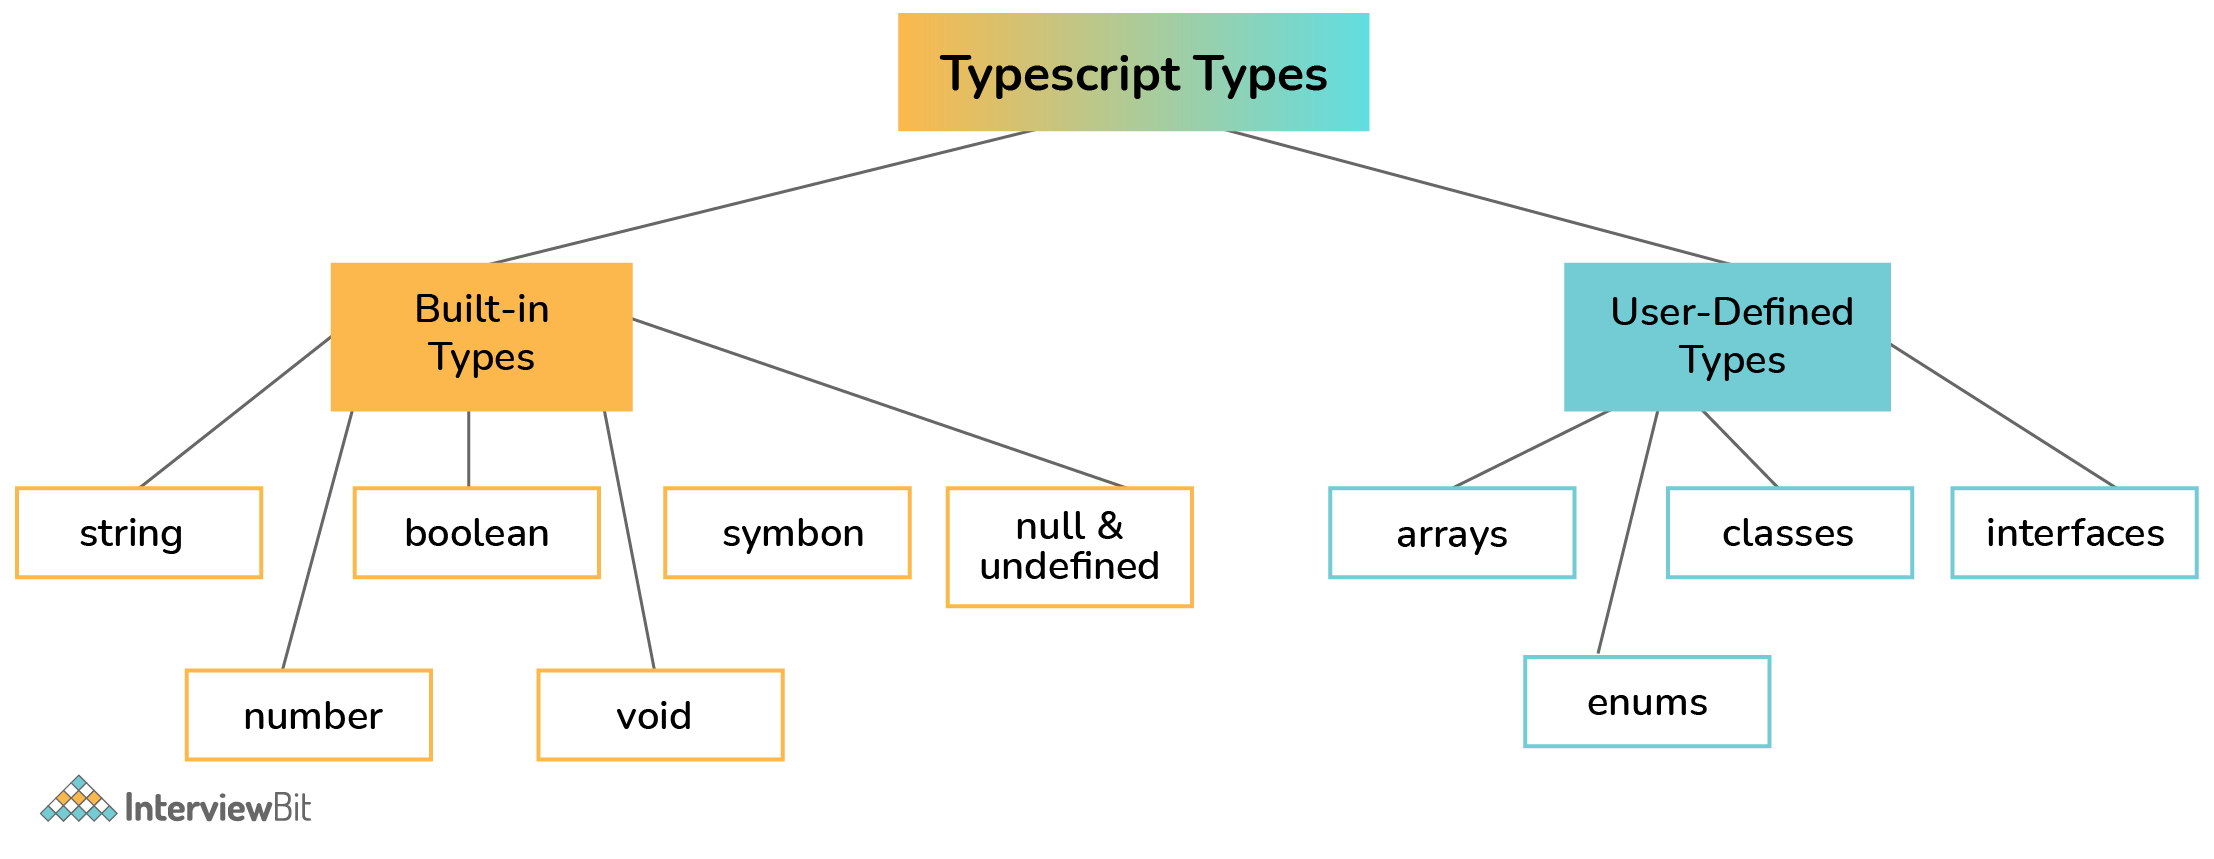 Typescript Types
Built-in
Types
User-Defined
Types
string
boolean
symbon
null &
undefined
arrays
classes
interfaces
number
void
enums
InterviewBit